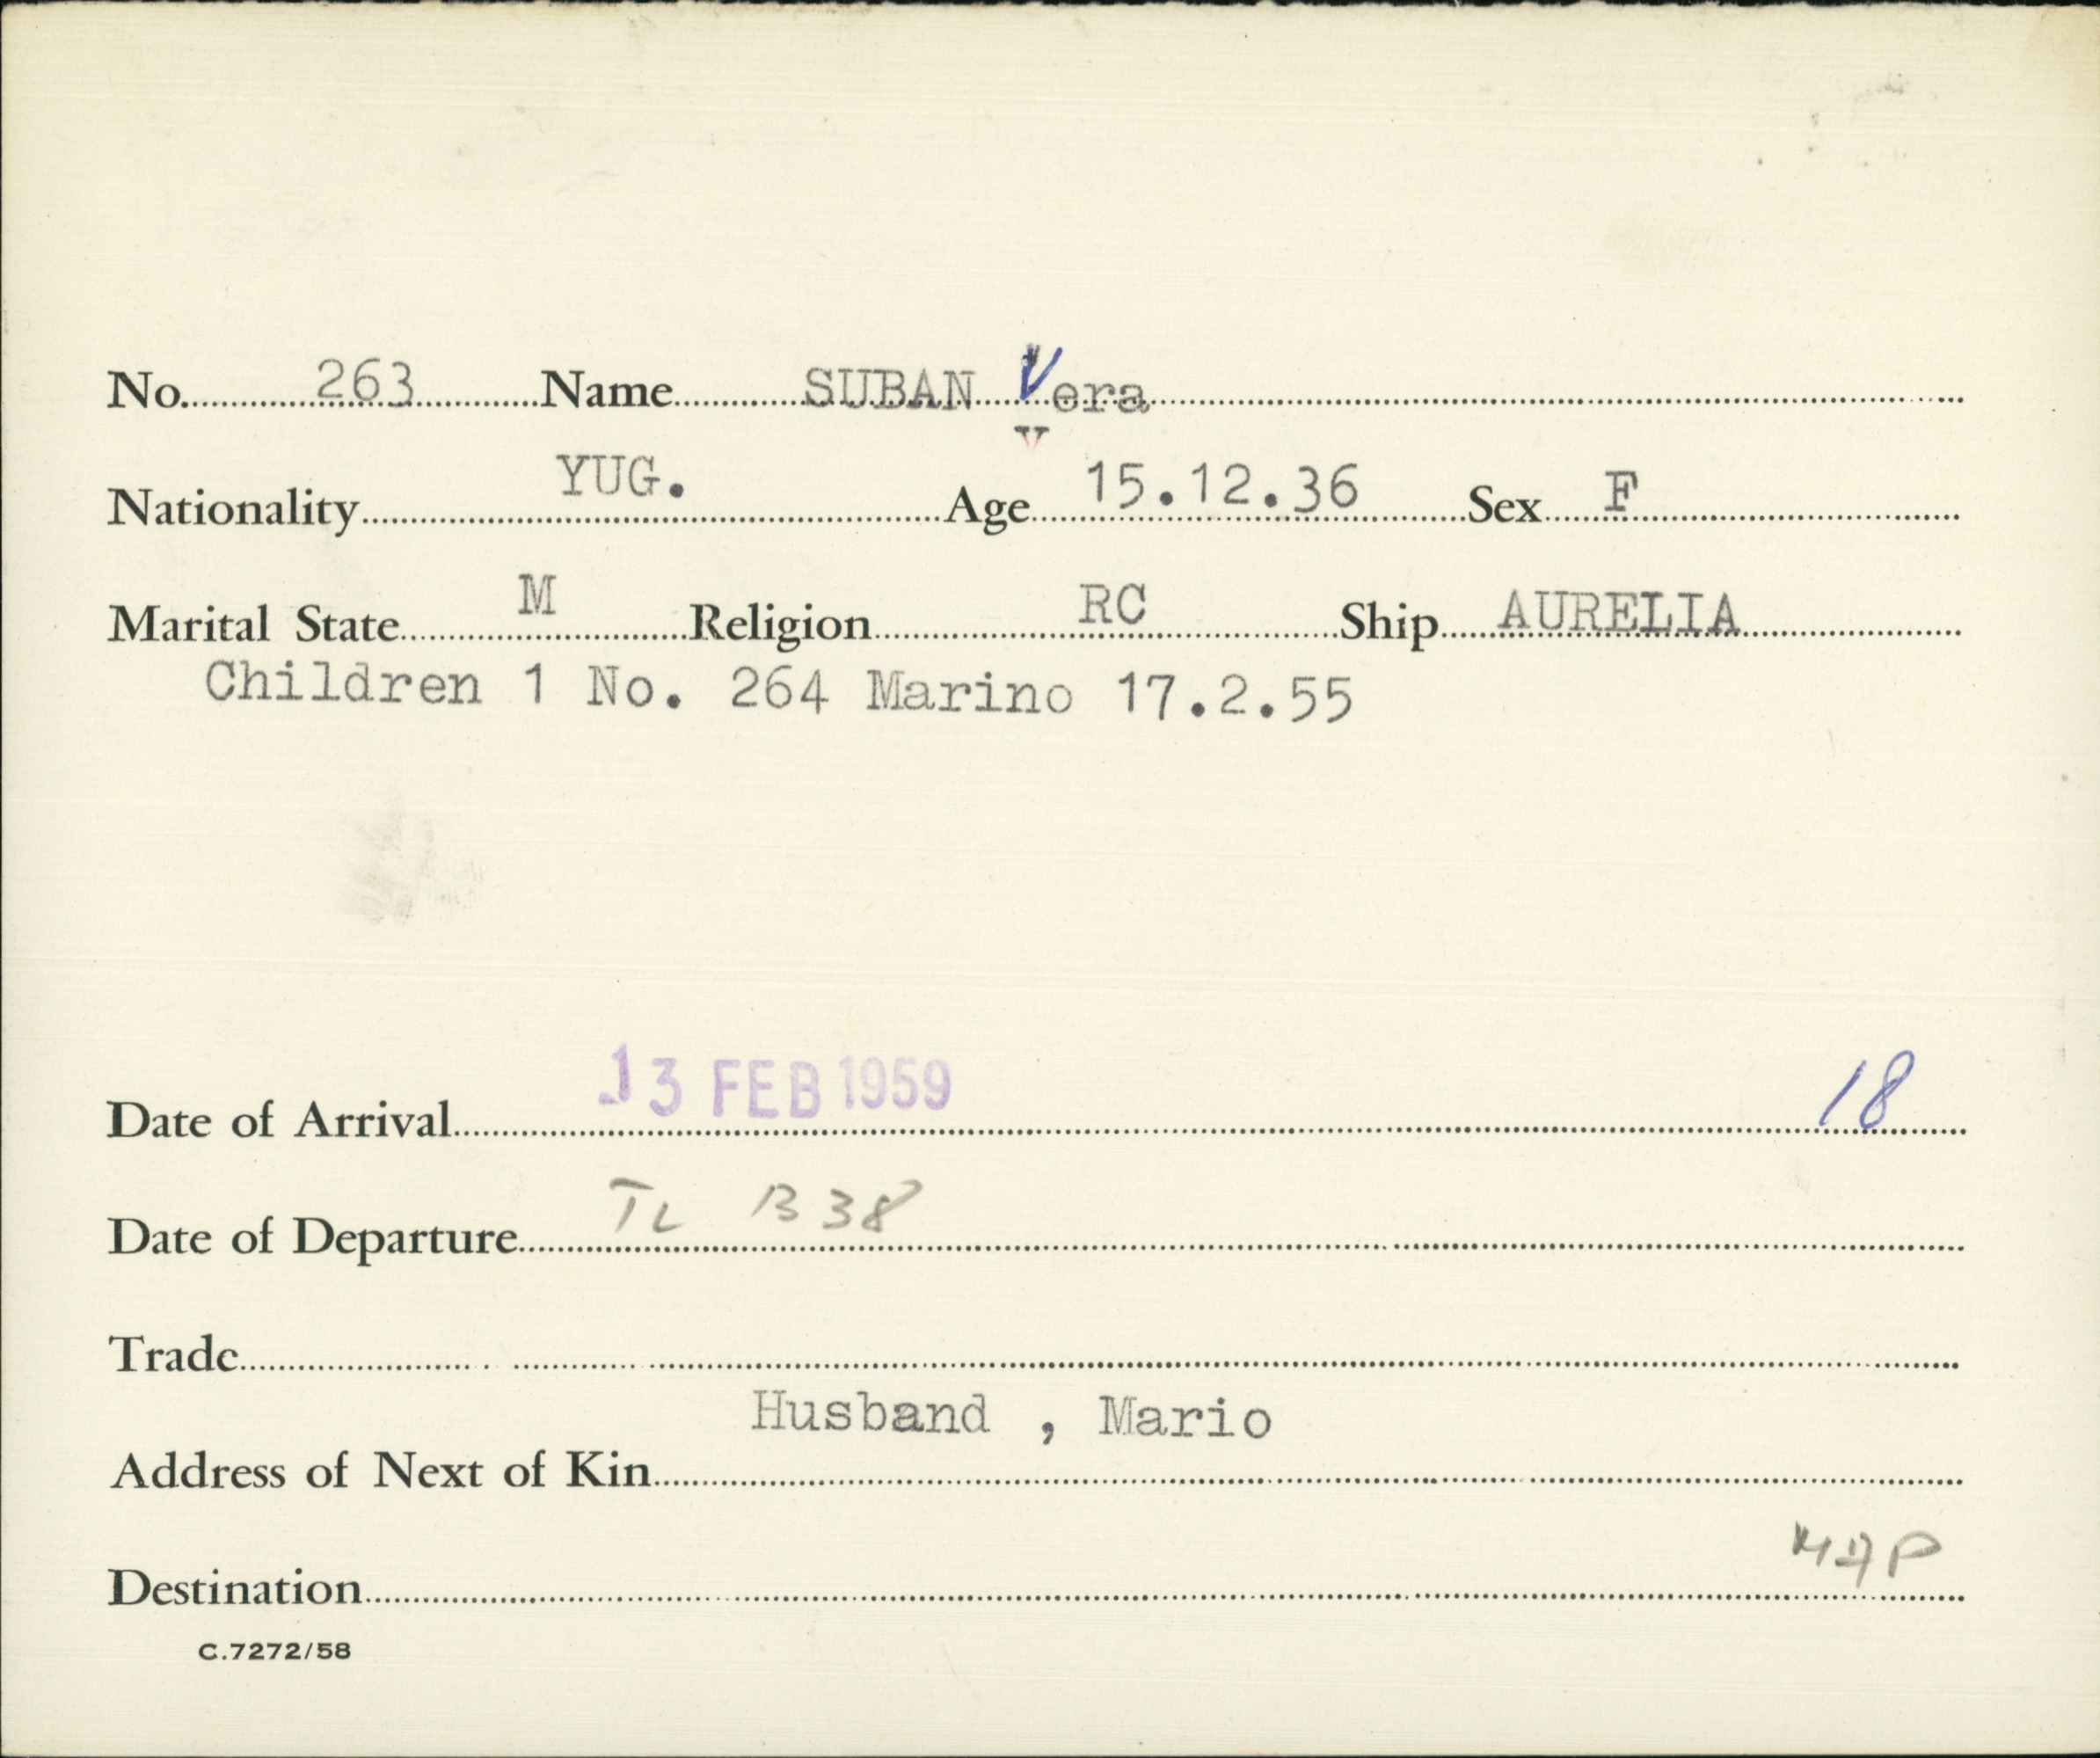 No. 263 Name SUBAN Vera
V
Nationality YUG. Age 15.12.36 Sex F
Marital State M Religion RC Ship AURELIA
Children 1 No. 264 Marino 17.2.55
Date of Arrival 13 FEB 1959 18
Date of Departure TL B 38
Trade
Husband , Mario
Address of Next of Kin
Destination
C.7272/58